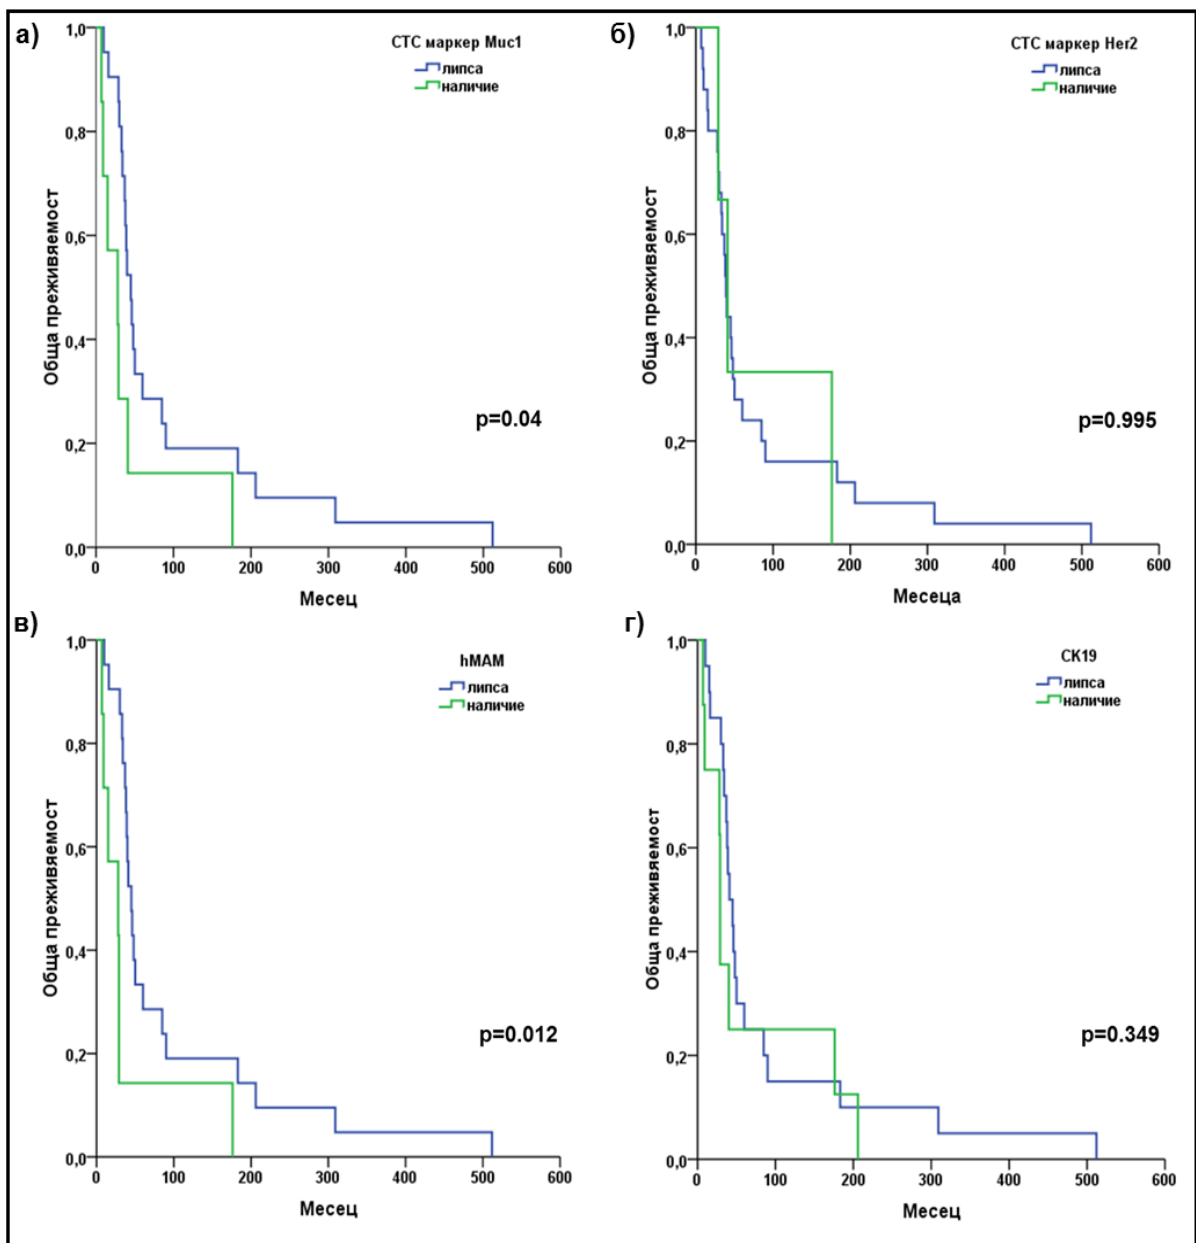 а)
СТС маркер Muc1
липса
наличие
1,0
0,8
0,6
0,4
0,2
0,0
Обща преживяемост
p=0.04
0 100 200 300 400 500 600
Месец
б)
СТС маркер Her2
липса
наличие
1,0
0,8
0,6
0,4
0,2
0,0
Обща преживяемост
p=0.995
0 100 200 300 400 500 600
Месеца
в)
hMAM
липса
наличие
1,0
0,8
0,6
0,4
0,2
0,0
Обща преживяемост
p=0.012
0 100 200 300 400 500 600
Месец
г)
CK19
липса
наличие
1,0
0,8
0,6
0,4
0,2
0,0
Обща преживяемост
p=0.349
0 100 200 300 400 500 600
Месец